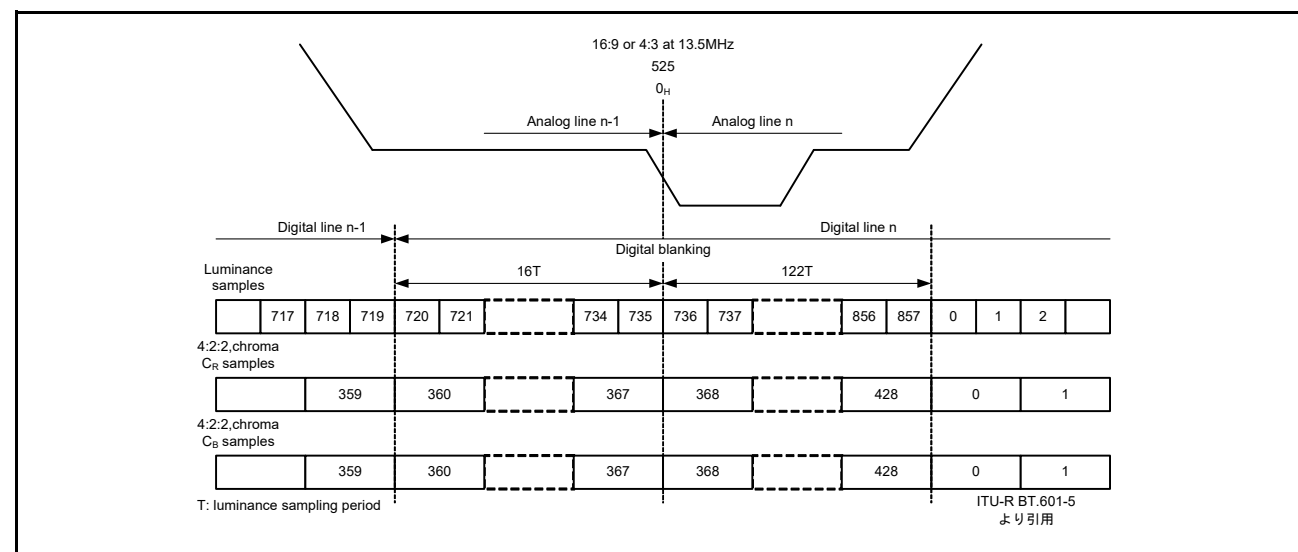 16:9 or 4:3 at 13.5MHz
525
0H
Analog line n-1 Analog line n
Digital line n-1 Digital line n
Digital blanking
Luminance
samples
16T 122T
717 718 719 720 721 734 735 736 737 856 857 0 1 2
4:2:2,chroma
CR samples
359 360 367 368 428 0 1
4:2:2,chroma
CB samples
359 360 367 368 428 0 1
T: luminance sampling period
ITU-R BT.601-5
より引用